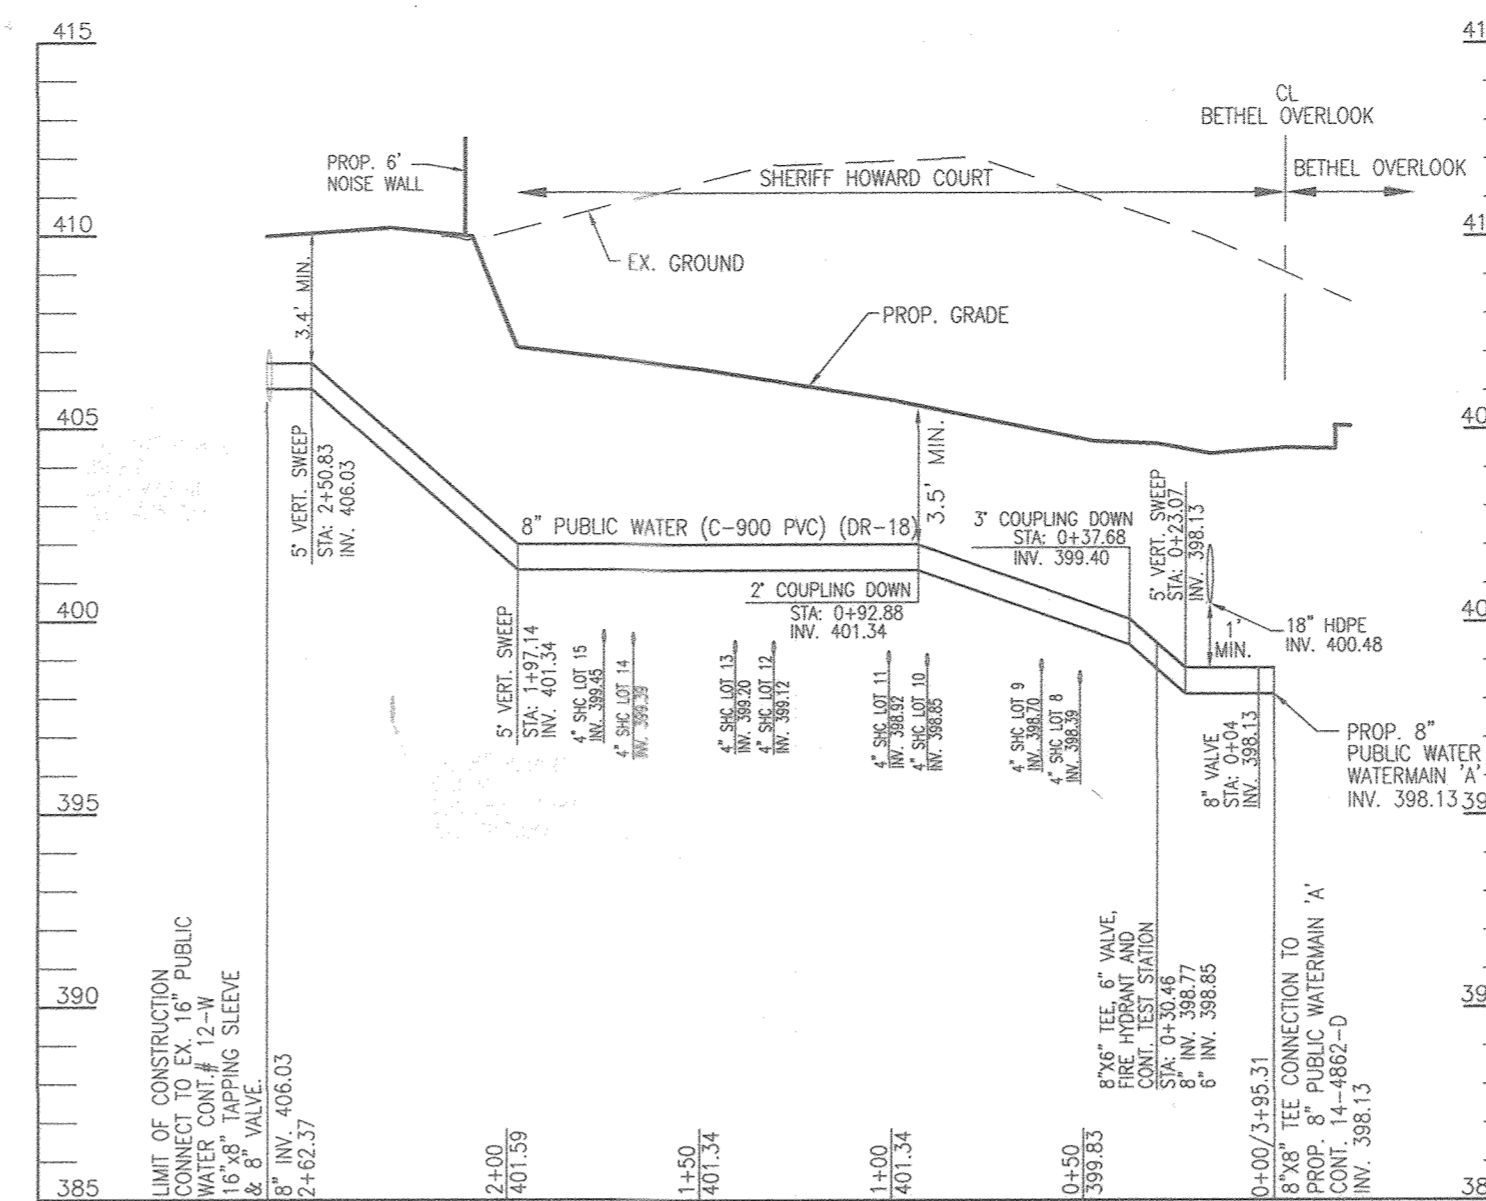 415
410
405
400
395
390
385
41
41
40
40
39
39
38
CL
BETHEL OVERLOOK
BETHEL OVERLOOK
SHERIFF HOWARD COURT
PROP. 6'
NOISE WALL
EX. GROUND
PROP. GRADE
3.4' MIN.
3.5' MIN.
8" PUBLIC WATER (C-900 PVC) (DR-18)
5° VERT. SWEEP
STA: 2+50.83
INV. 406.03
5° VERT. SWEEP
STA: 1+97.14
INV. 401.34
2° COUPLING DOWN
STA: 0+92.88
INV. 401.34
3° COUPLING DOWN
STA: 0+37.68
INV. 399.40
5° VERT. SWEEP
STA: 0+23.07
INV. 398.13
1'
MIN.
18" HDPE
INV. 400.48
4" SHC LOT 15
INV. 399.45
4" SHC LOT 14
INV. 399.39
4" SHC LOT 13
INV. 399.20
4" SHC LOT 12
INV. 399.12
4" SHC LOT 11
INV. 398.92
4" SHC LOT 10
INV. 398.85
4" SHC LOT 9
INV. 398.70
4" SHC LOT 8
INV. 398.39
8" VALVE
STA: 0+04
INV. 398.13
PROP. 8"
PUBLIC WATER
WATERMAIN 'A'
INV. 398.13
LIMIT OF CONSTRUCTION
CONNECT TO EX. 16" PUBLIC
WATER CONT.# 12-W
16"x8" TAPPING SLEEVE
& 8" VALVE.
8" INV. 406.03
2+62.37
2+00
401.59
1+50
401.34
1+00
401.34
0+50
399.83
8"X6" TEE, 6" VALVE,
FIRE HYDRANT AND
CONT. TEST STATION
STA: 0+30.46
8" INV. 398.77
6" INV. 398.85
0+00/3+95.31
8"X8" TEE CONNECTION TO
PROP. 8" PUBLIC WATERMAIN 'A'
CONT. 14-4862-D
INV. 398.13